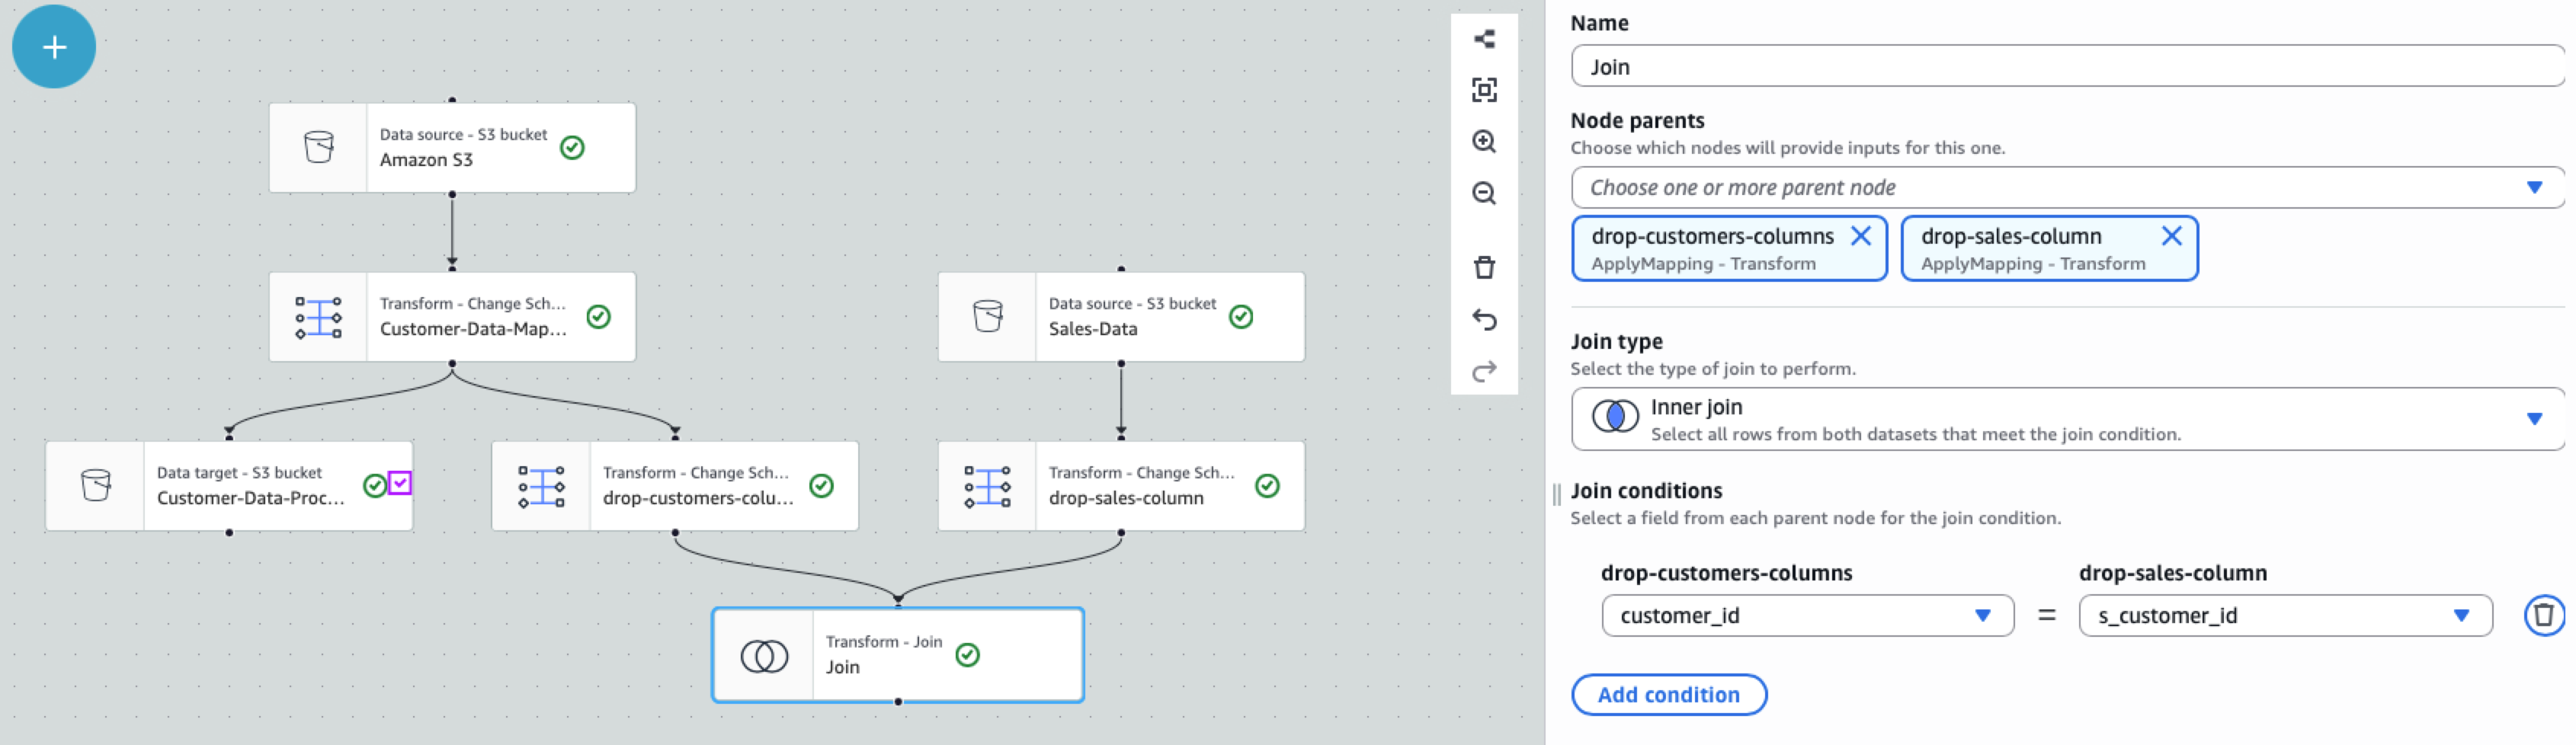 Data source - S3 bucket
Amazon S3
Transform - Change Sch...
Customer-Data-Map...
Data source - S3 bucket
Sales-Data
Data target - S3 bucket
Customer-Data-Proc...
Transform - Change Sch...
drop-customers-colu...
Transform - Change Sch...
drop-sales-column
Transform - Join
Join
Name
Join
Node parents
Choose which nodes will provide inputs for this one.
Choose one or more parent node
drop-customers-columns
ApplyMapping - Transform
drop-sales-column
ApplyMapping - Transform
Join type
Select the type of join to perform.
Inner join
Select all rows from both datasets that meet the join condition.
Join conditions
Select a field from each parent node for the join condition.
drop-customers-columns
drop-sales-column
customer_id = s_customer_id
Add condition